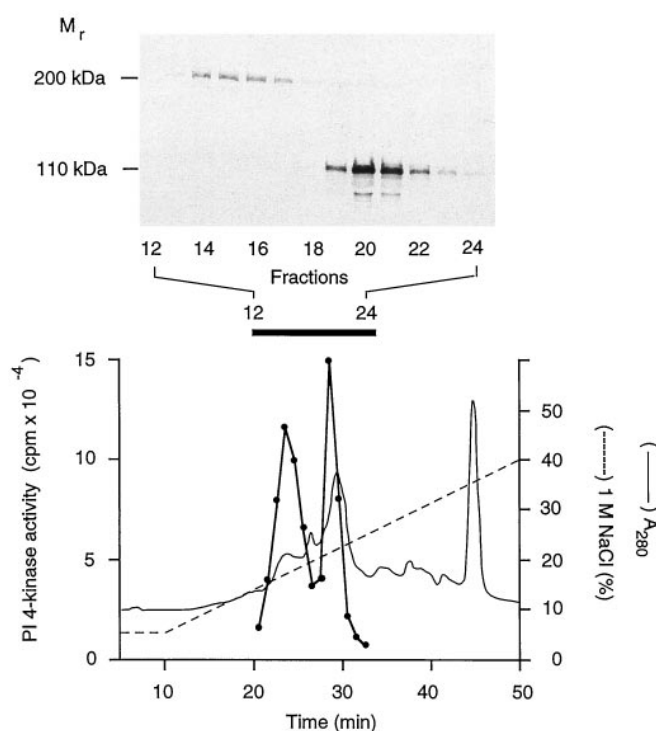 Mr
200 kDa
110 kDa
12 14 16 18 20 22 24
Fractions
12 24
PI 4-kinase activity (cpm x 10 -4)
15
10
5
0
50
40
30
20
10
0
(------) 1 M NaCl (%)
(——) A280
10 20 30 40 50
Time (min)